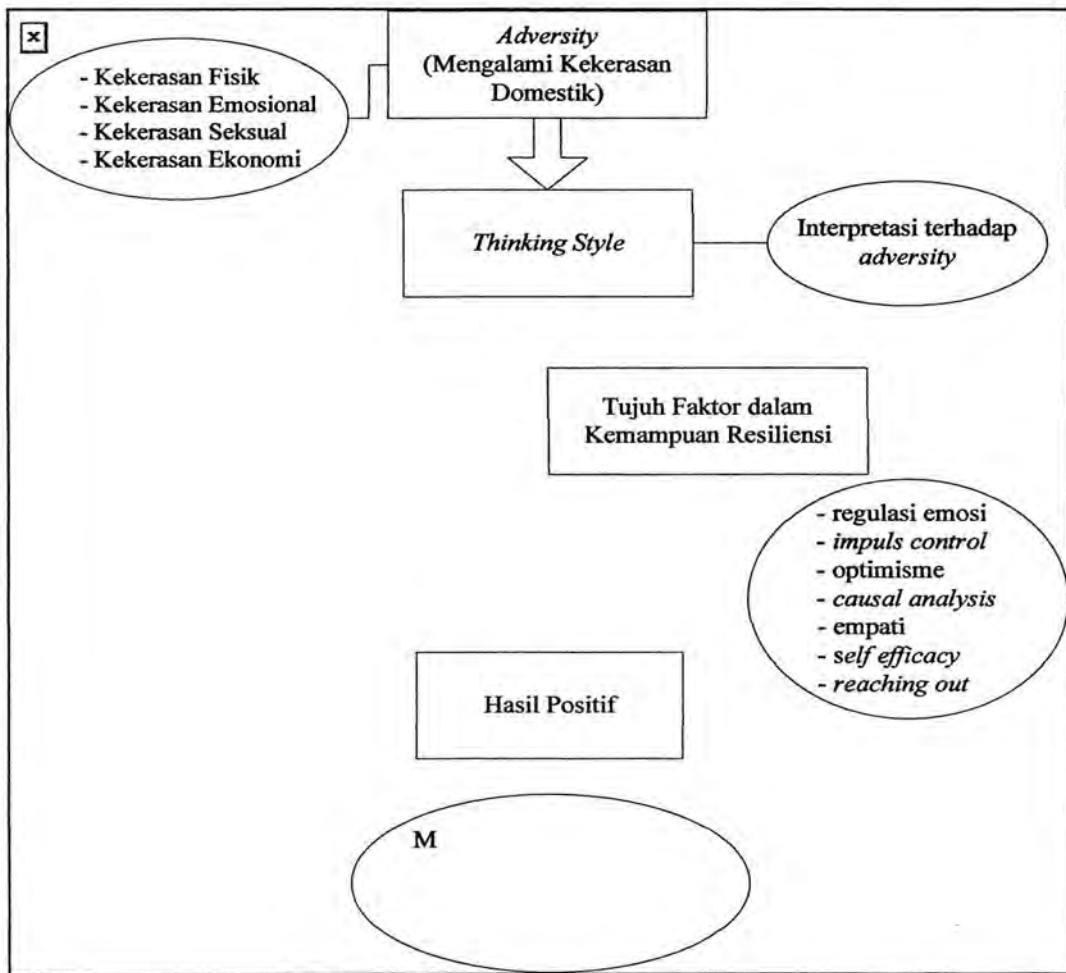 Adversity
(Mengalami Kekerasan
Domestik)
- Kekerasan Fisik
- Kekerasan Emosional
- Kekerasan Seksual
- Kekerasan Ekonomi
Thinking Style
Interpretasi terhadap
adversity
Tujuh Faktor dalam
Kemampuan Resiliensi
- regulasi emosi
- impuls control
- optimisme
- causal analysis
- empati
- self efficacy
- reaching out
Hasil Positif
M